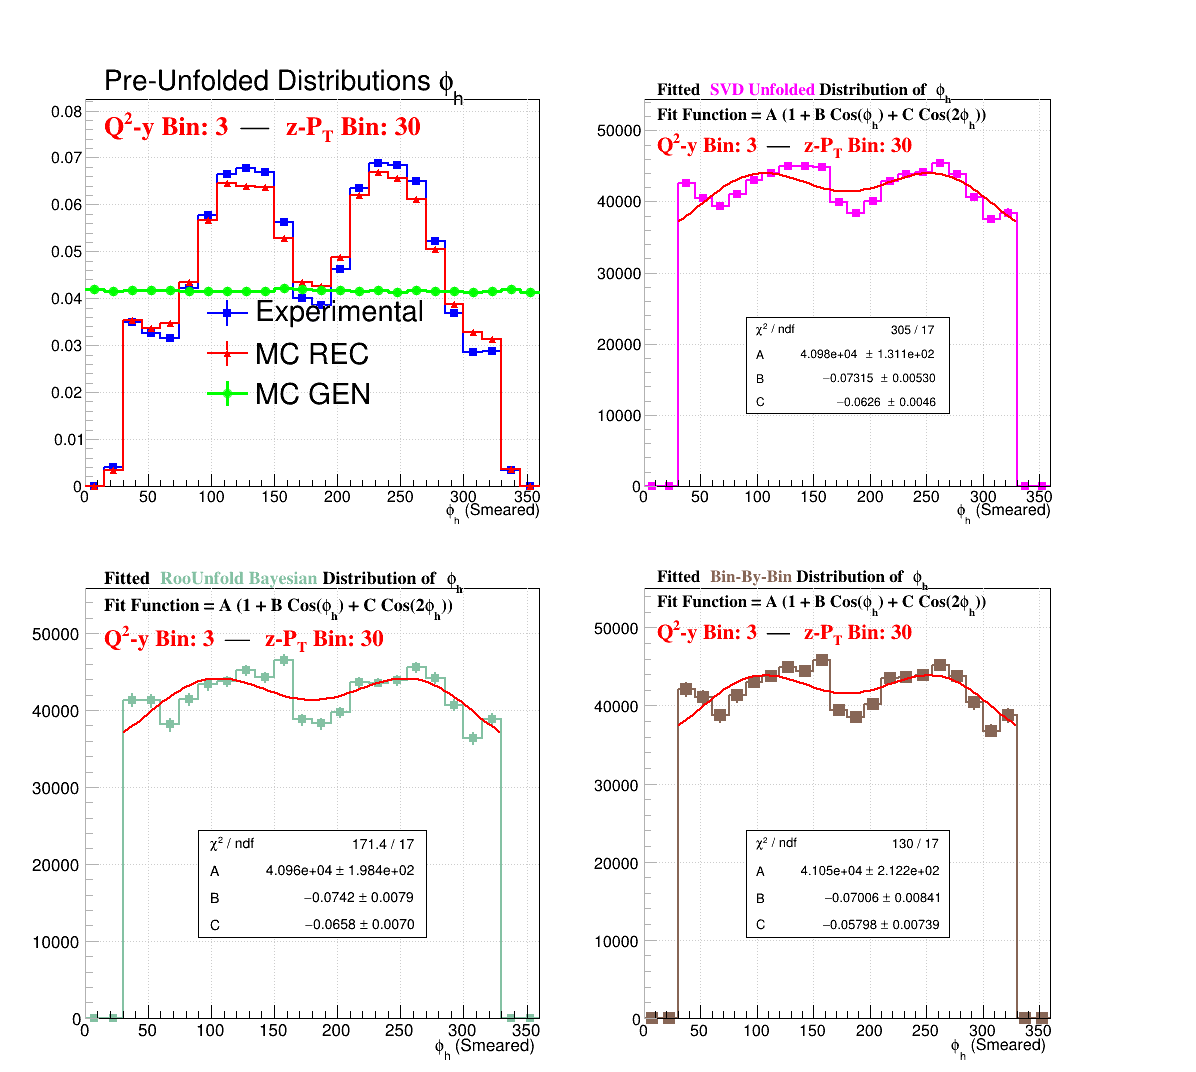 Pre-Unfolded Distributions ϕh
Q²-y Bin: 3 — z-PT Bin: 30
0.08
0.07
0.06
0.05
0.04
0.03
0.02
0.01
0
Experimental
MC REC
MC GEN
0 50 100 150 200 250 300 350
ϕh (Smeared)
Fitted SVD Unfolded Distribution of ϕh
Fit Function = A (1 + B Cos(ϕh) + C Cos(2ϕh))
Q²-y Bin: 3 — z-PT Bin: 30
50000
40000
30000
20000
10000
0
χ² / ndf 305 / 17
A 4.098e+04 ± 1.311e+02
B −0.07315 ± 0.00530
C −0.0626 ± 0.0046
0 50 100 150 200 250 300 350
ϕh (Smeared)
Fitted RooUnfold Bayesian Distribution of ϕh
Fit Function = A (1 + B Cos(ϕh) + C Cos(2ϕh))
Q²-y Bin: 3 — z-PT Bin: 30
50000
40000
30000
20000
10000
0
χ² / ndf 171.4 / 17
A 4.096e+04 ± 1.984e+02
B −0.0742 ± 0.0079
C −0.0658 ± 0.0070
0 50 100 150 200 250 300 350
ϕh (Smeared)
Fitted Bin-By-Bin Distribution of ϕh
Fit Function = A (1 + B Cos(ϕh) + C Cos(2ϕh))
Q²-y Bin: 3 — z-PT Bin: 30
50000
40000
30000
20000
10000
0
χ² / ndf 130 / 17
A 4.105e+04 ± 2.122e+02
B −0.07006 ± 0.00841
C −0.05798 ± 0.00739
0 50 100 150 200 250 300 350
ϕh (Smeared)